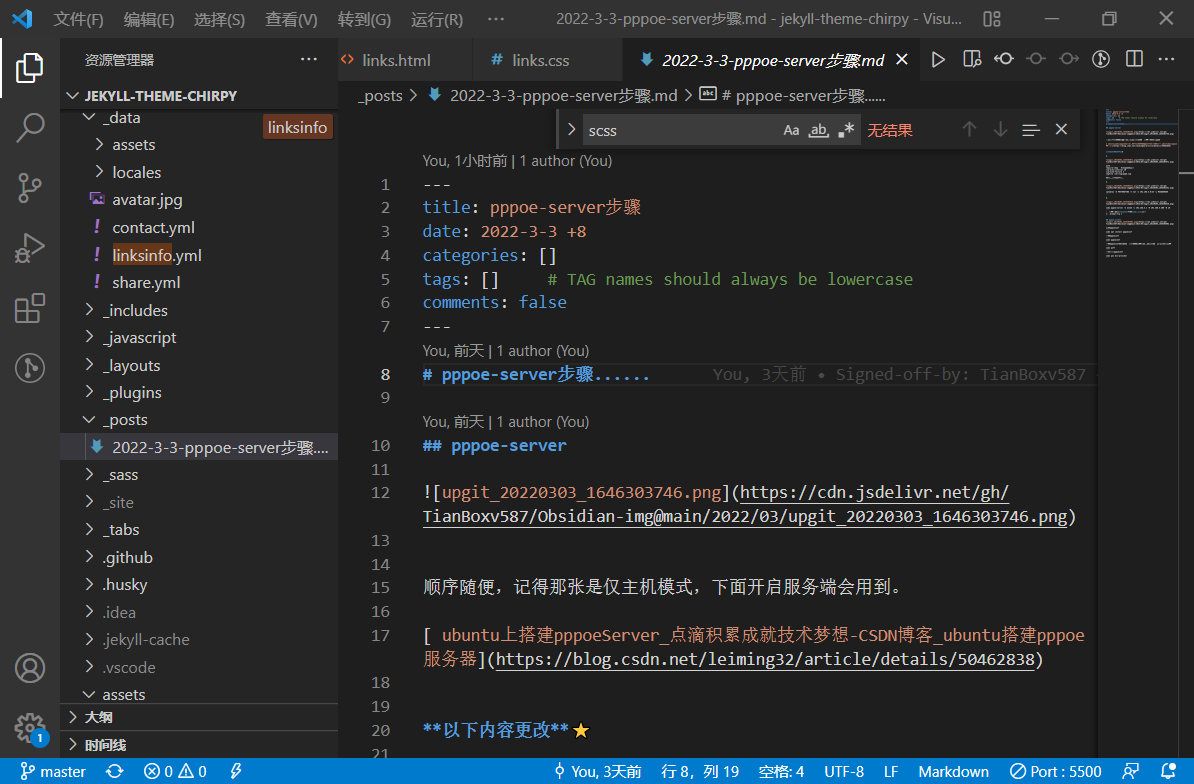 文件(F) 编辑(E) 选择(S) 查看(V) 转到(G) 运行(R) ··· 2022-3-3-pppoe-server步骤.md - jekyll-theme-chirpy - Visu...
资源管理器 ···
links.html # links.css 2022-3-3-pppoe-server步骤.md
JEKYLL-THEME-CHIRPY
_posts > 2022-3-3-pppoe-server步骤.md > # pppoe-server步骤......
linksinfo
scss Aa ab 无结果
_data
assets
locales
avatar.jpg
! contact.yml
! linksinfo.yml
! share.yml
_includes
_javascript
_layouts
_plugins
_posts
2022-3-3-pppoe-server步骤....
_sass
_site
_tabs
.github
.husky
.idea
.jekyll-cache
.vscode
assets
大纲
时间线
You, 1小时前 | 1 author (You)
1 ---
2 title: pppoe-server步骤
3 date: 2022-3-3 +8
4 categories: []
5 tags: [] # TAG names should always be lowercase
6 comments: false
7 ---
You, 前天 | 1 author (You)
8 # pppoe-server步骤...... You, 3天前 • Signed-off-by: TianBoxv587
9
You, 前天 | 1 author (You)
10 ## pppoe-server
11
12 ![upgit_20220303_1646303746.png](https://cdn.jsdelivr.net/gh/
TianBoxv587/Obsidian-img@main/2022/03/upgit_20220303_1646303746.png)
13
14
15 顺序随便，记得那张是仅主机模式，下面开启服务端会用到。
16
17 [ ubuntu上搭建pppoeServer_点滴积累成就技术梦想-CSDN博客_ubuntu搭建pppoe
服务器](https://blog.csdn.net/leiming32/article/details/50462838)
18
19
20 **以下内容更改**⭐
21
1
master 0 0 You, 3天前 行 8，列 19 空格: 4 UTF-8 LF Markdown Port : 5500